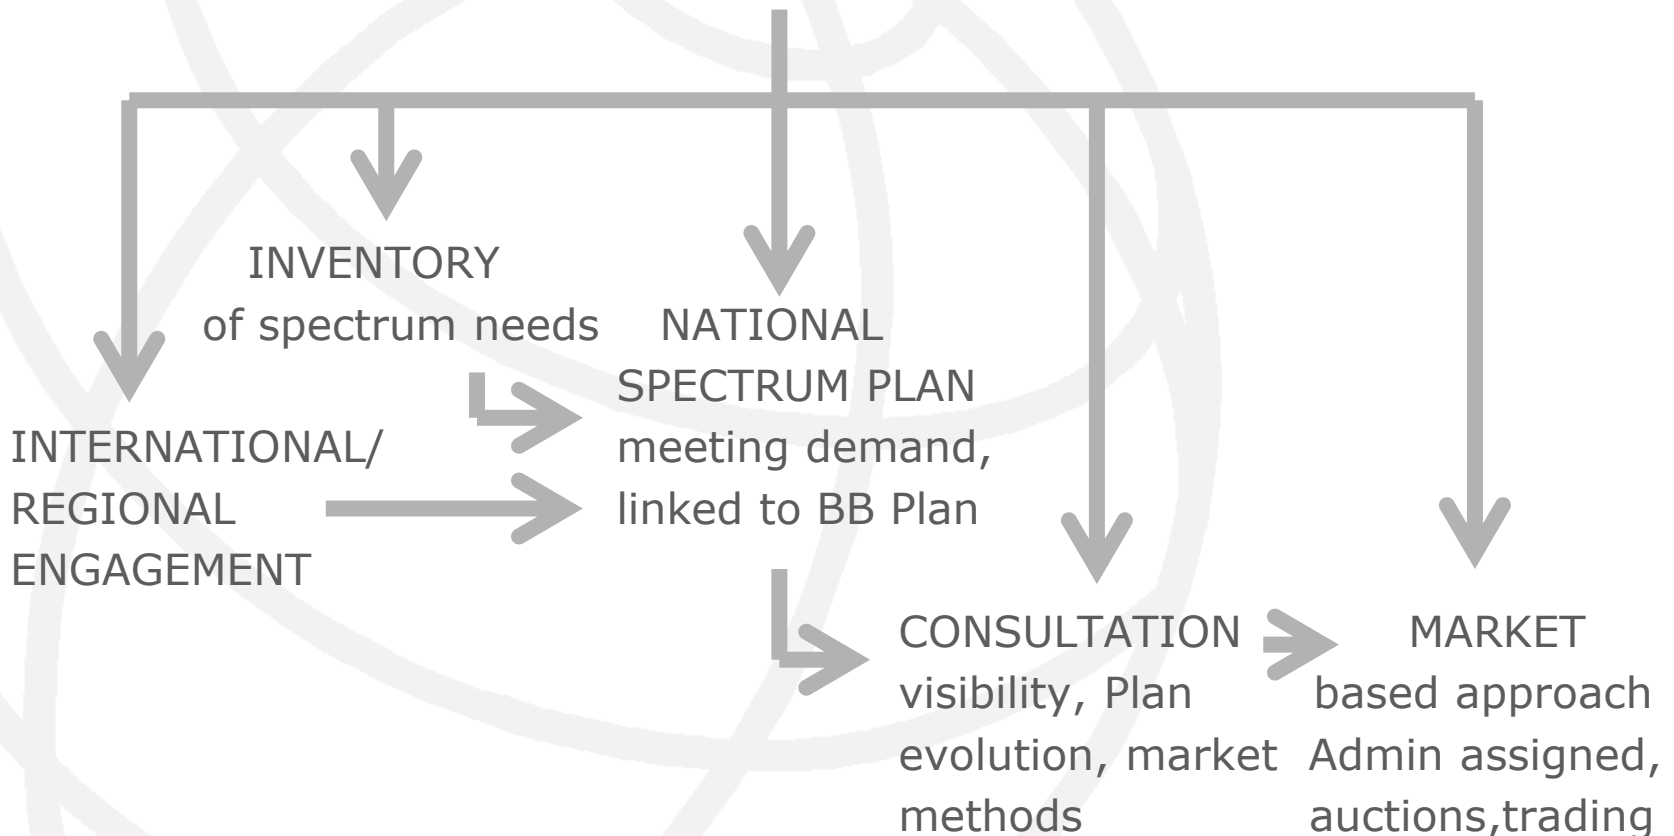 INVENTORY
of spectrum needs
NATIONAL
SPECTRUM PLAN
meeting demand,
linked to BB Plan
INTERNATIONAL/
REGIONAL
ENGAGEMENT
CONSULTATION
visibility, Plan
evolution, market
methods
MARKET
based approach
Admin assigned,
auctions,trading